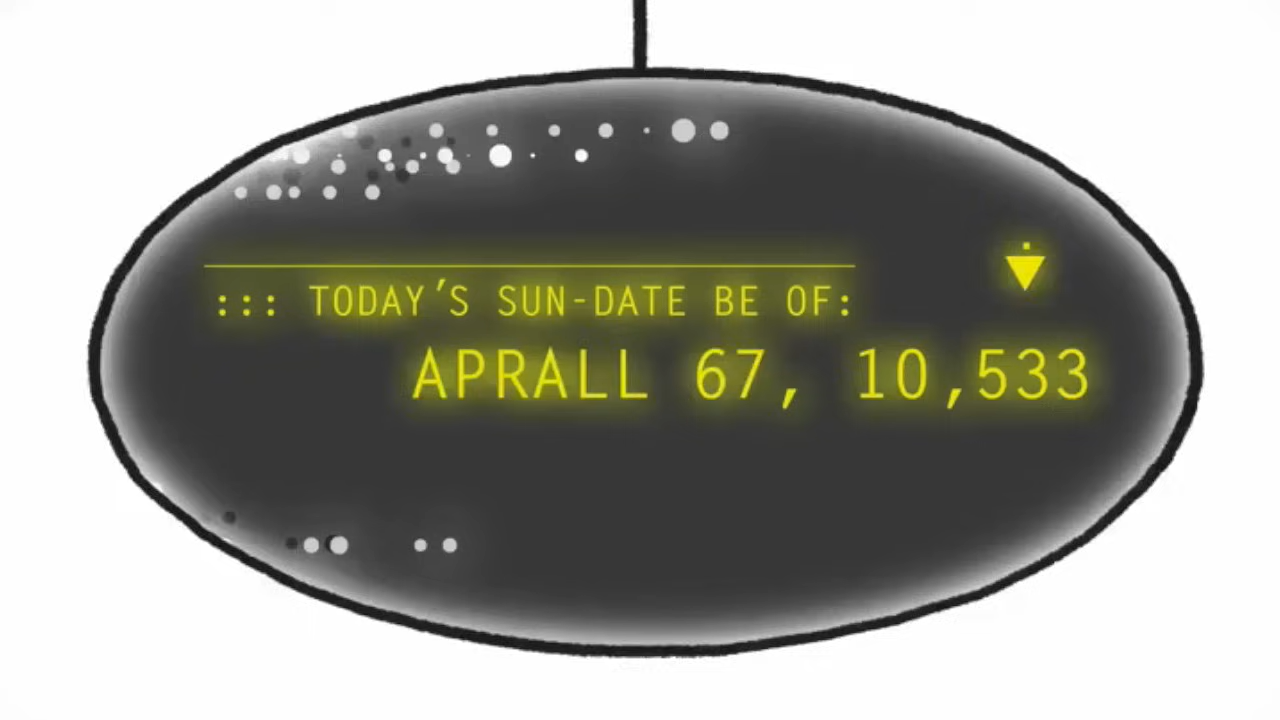 ::: TODAY'S SUN-DATE BE OF:
APRALL 67, 10,533